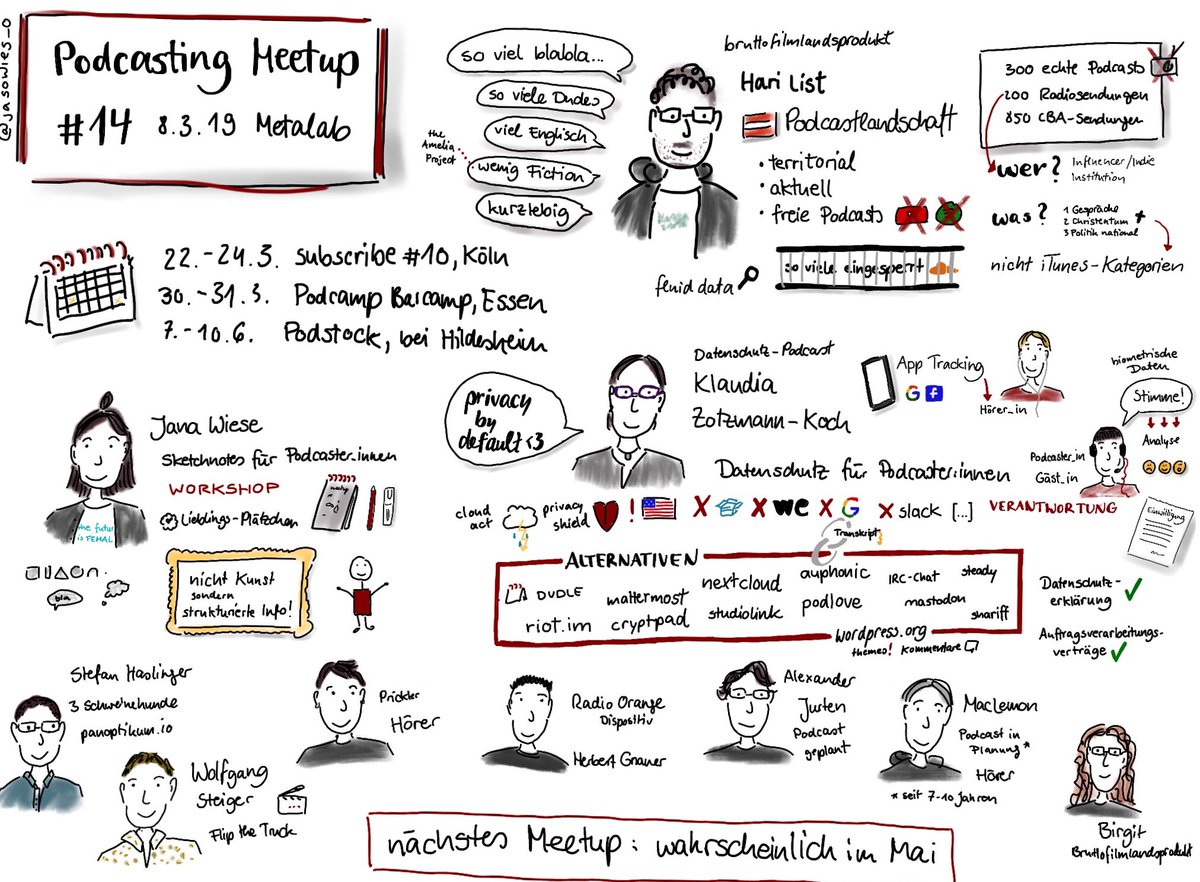 @jasowies_o
Podcasting Meetup
#14 8.3.19 Metalab
so viel blabla...
so viele Dudes
viel Englisch
the
Amelia
Project
wenig Fiction
kurzlebig
bruttofilmlandsprodukt
Hari List
Podcastlandschaft
• territorial
• aktuell
• freie Podcasts
so viele eingesperrt
fenid data
300 echte Podcasts
200 Radiosendungen
850 CBA-Sendungen
wer?
Influencer/Indie
Institution
was?
1 Gespräche
2 Christentum
3 Politik national
nicht iTunes-Kategorien
22.-24.3. subscribe #10, Köln
30.-31.3. Podcamp Barcamp, Essen
7.-10.6. Podstock, bei Hildesheim
Jana Wiese
Sketchnotes für Podcaster:innen
WORKSHOP
Lieblings-Plätzchen
the future
is FEMAL
bla
nicht Kunst
sondern
strukturierte Info!
privacy
by
default <3
Datenschutz-Podcast
Klaudia
Zotzmann-Koch
Datenschutz für Podcaster:innen
App Tracking
G f
Hörer_in
biometrische
Daten
Stimme!
Analyse
Podcaster_in
Gäst_in
cloud
act
privacy
shield
! X X we X G X slack [...]
VERANTWORTUNG
Einwilligung
Transkript
ALTERNATIVEN
DUDLE
riot.im
mattermost
cryptpad
nextcloud
studiolink
auphonic
podlove
IRC-Chat
mastodon
steady
shariff
wordpress.org
themes! Kommentare
Datenschutz-
erklärung
Auftragsverarbeitungs-
verträge
Stefan Haslinger
3 Schweinehunde
panoptikum.io
Wolfgang
Steiger
Flip the Truck
Prickler
Hörer
Radio Orange
Dispositiv
Herbert Gnauer
Alexander
Jurten
Podcast
geplant
MacLemon
Podcast in
Planung*
Hörer
* seit 7-10 Jahren
Birgit
Bruttofilmlandsprodukt
nächstes Meetup: wahrscheinlich im Mai